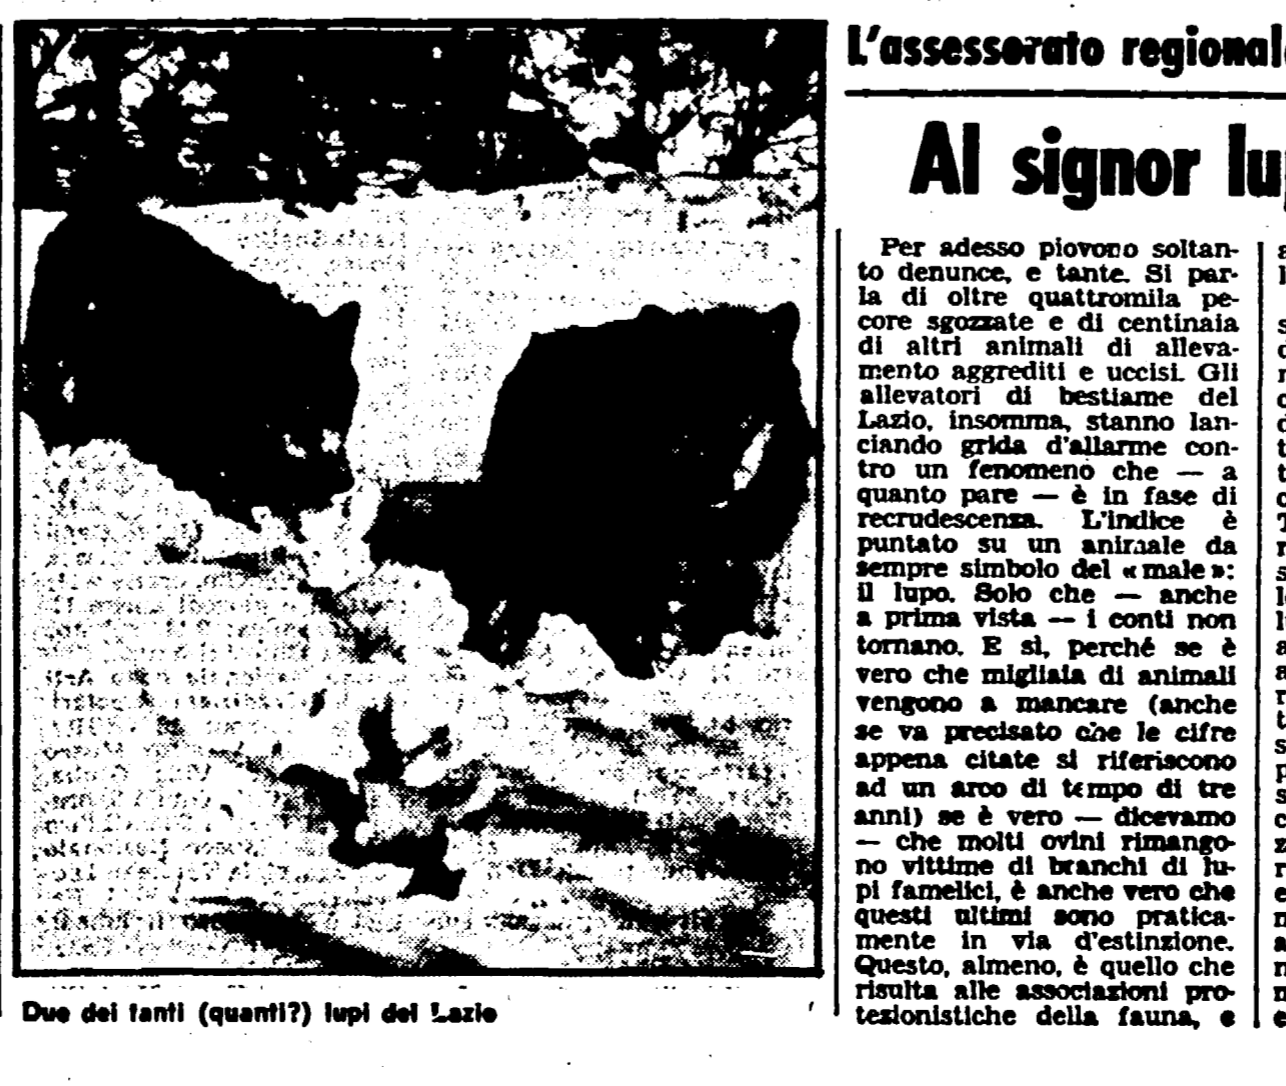 L'assessorato regional
Al signor lu
Per adesso piovono soltan-
to denunce, e tante. Si par-
la di oltre quattromila pe-
core sgozzate e di centinaia
di altri animali di alleva-
mento aggrediti e uccisi. Gli
allevatori di bestiame del
Lazio, insomma, stanno lan-
ciando grida d'allarme con-
tro un fenomeno che — a
quanto pare — è in fase di
recrudescenza. L'indice è
puntato su un animale da
sempre simbolo del «male»:
il lupo. Solo che — anche
a prima vista — i conti non
tornano. E sì, perché se è
vero che migliaia di animali
vengono a mancare (anche
se va precisato che le cifre
appena citate si riferiscono
ad un arco di tempo di tre
anni) se è vero — dicevamo
— che molti ovini rimango-
no vittime di branchi di lu-
pi famelici, è anche vero che
questi ultimi sono pratica-
mente in via d'estinzione.
Questo, almeno, è quello che
risulta alle associazioni pro-
tezionistiche della fauna, e
Due dei tanti (quanti?) lupi del Lazio